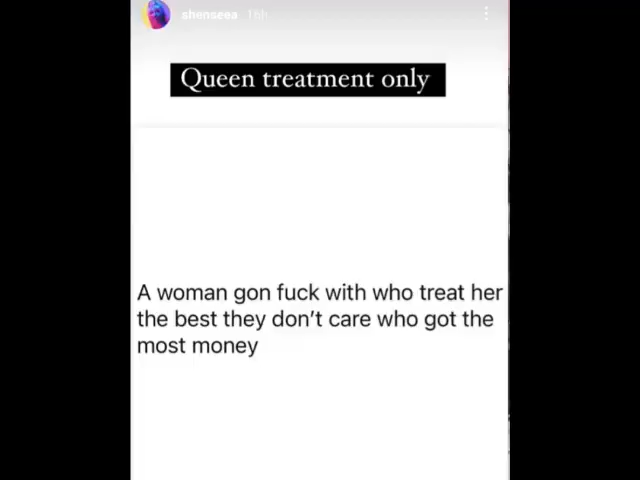 shenseea 16h
Queen treatment only
A woman gon fuck with who treat her
the best they don't care who got the
most money